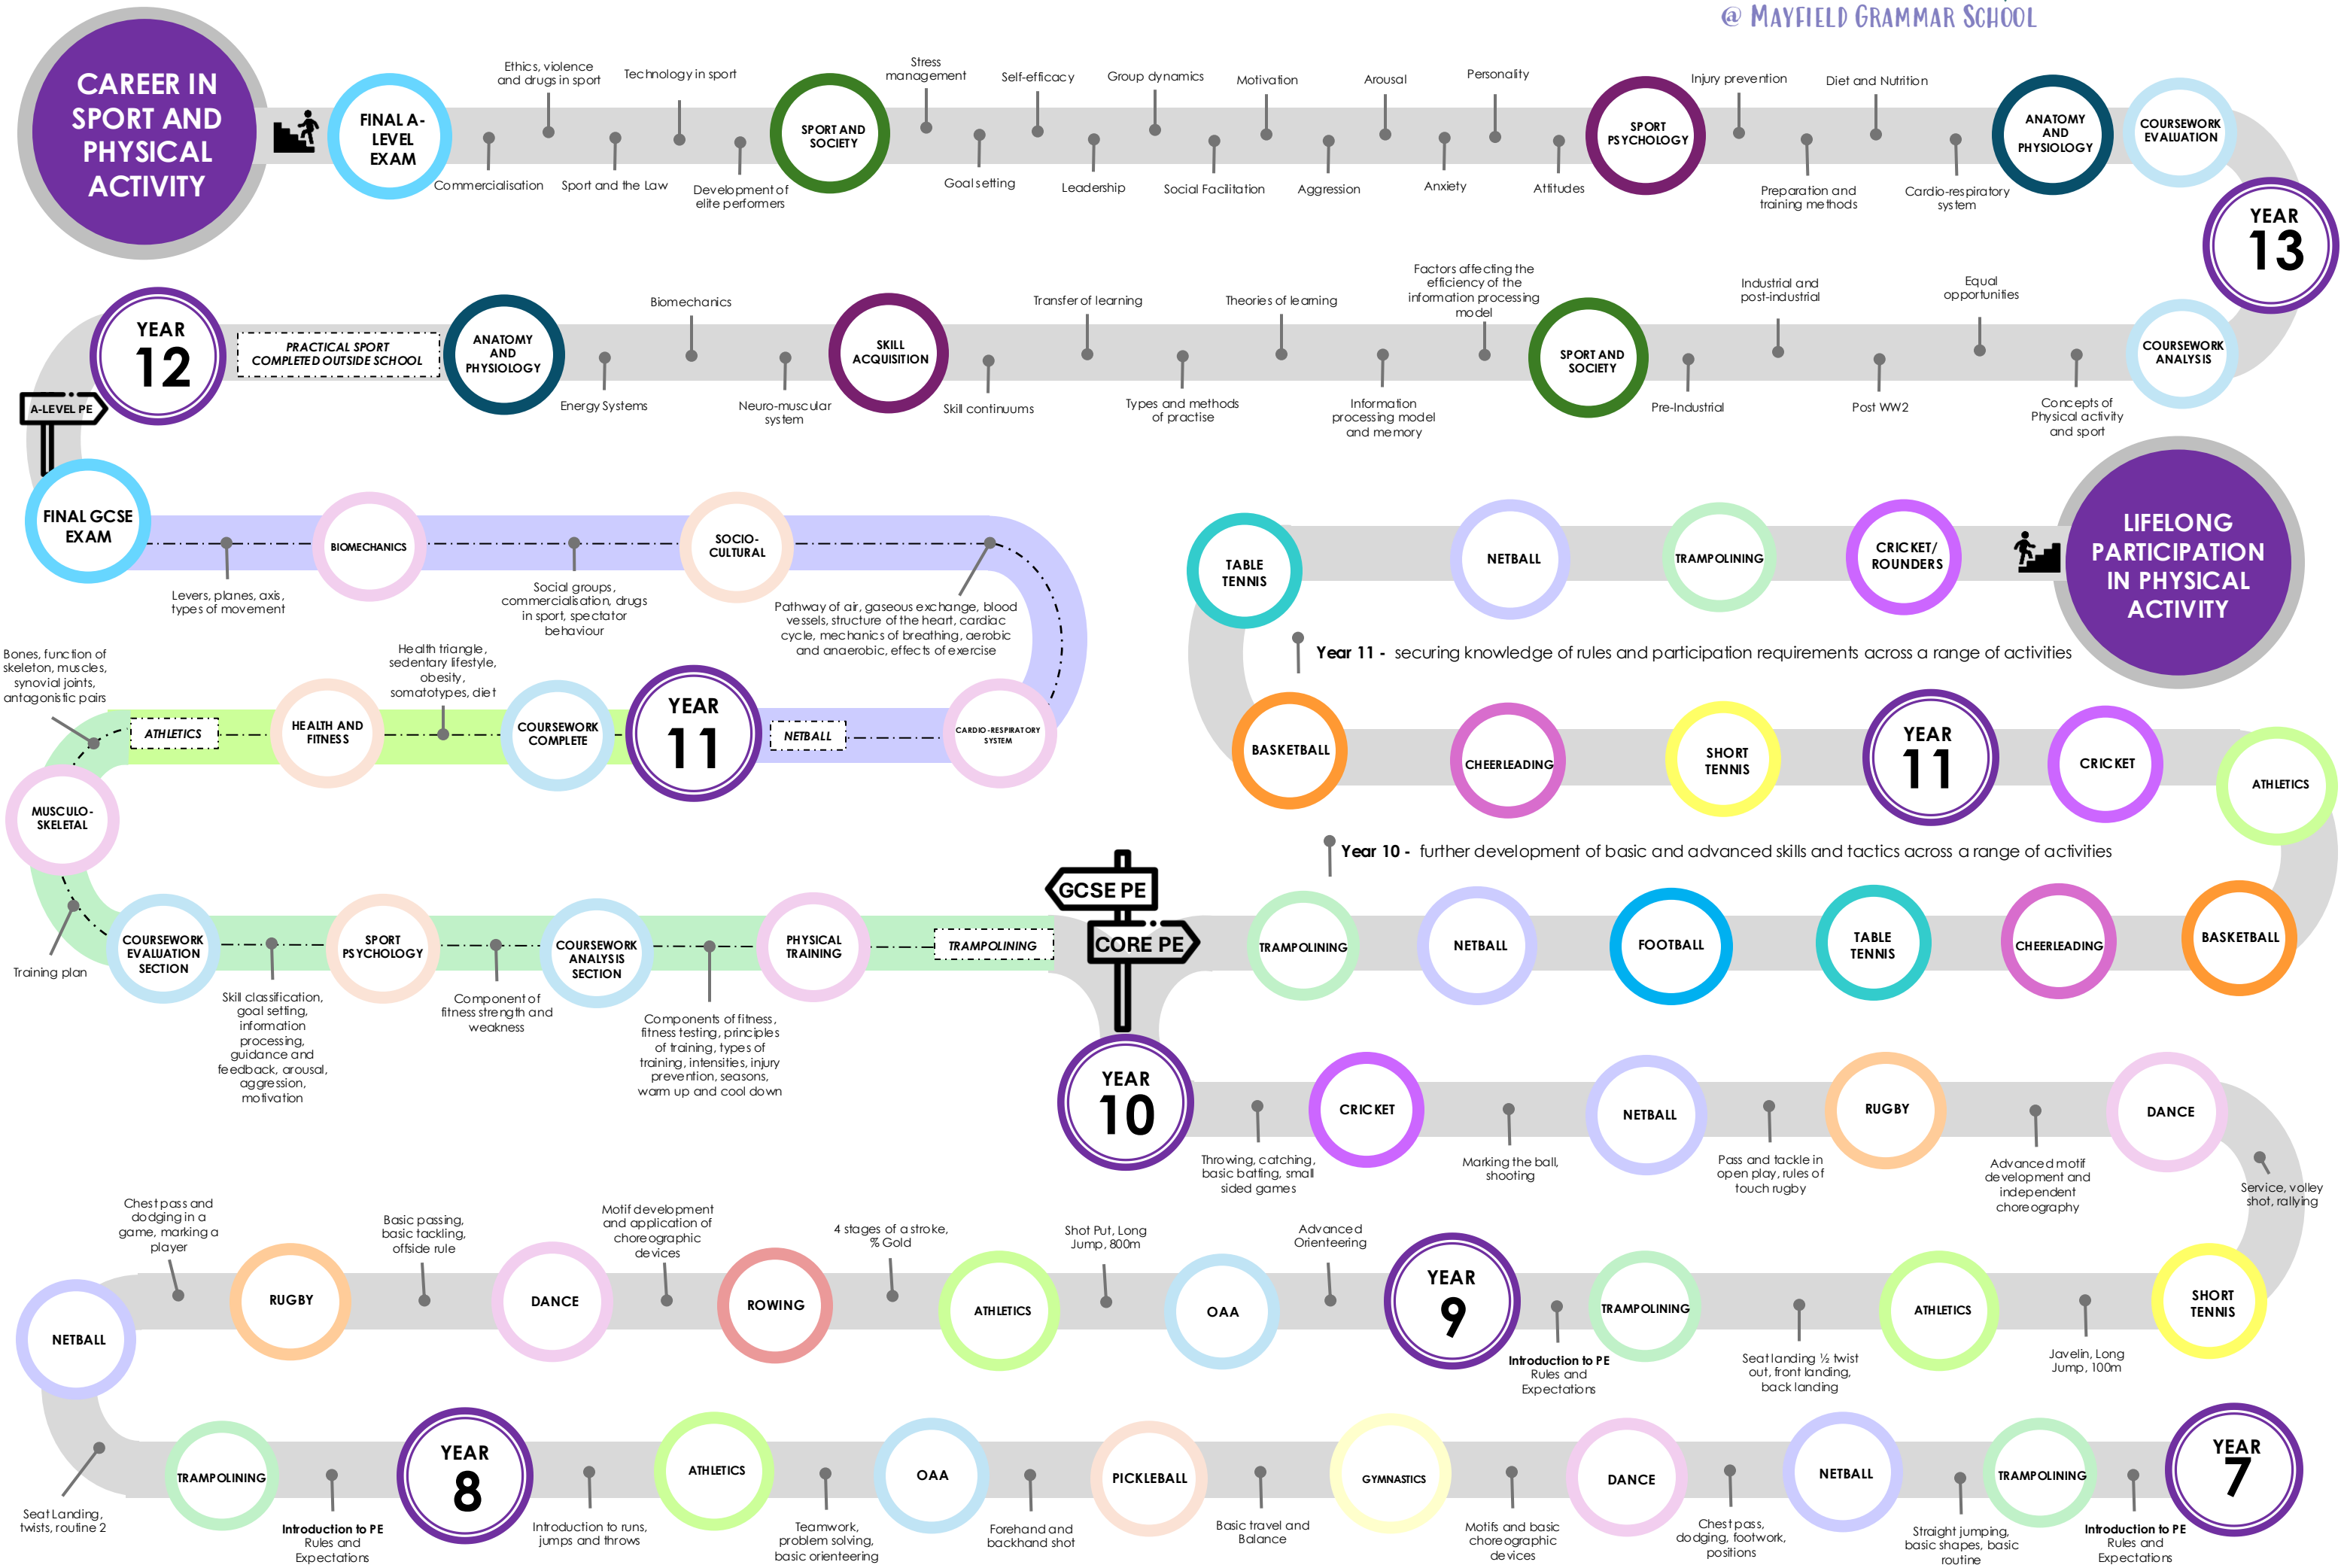 @ MAYFIELD GRAMMAR SCHOOL
CAREER IN
SPORT AND
PHYSICAL
ACTIVITY
FINAL A-
LEVEL
EXAM
Ethics, violence
and drugs in sport
Technology in sport
Commercialisation
Sport and the Law
Development of
elite performers
SPORT AND
SOCIETY
Stress
management
Self-efficacy
Group dynamics
Motivation
Arousal
Personality
Goal setting
Leadership
Social Facilitation
Aggression
Anxiety
Attitudes
SPORT
PSYCHOLOGY
Injury prevention
Diet and Nutrition
Preparation and
training methods
Cardio-respiratory
system
ANATOMY
AND
PHYSIOLOGY
COURSEWORK
EVALUATION
YEAR
13
YEAR
12
PRACTICAL SPORT
COMPLETED OUTSIDE SCHOOL
ANATOMY
AND
PHYSIOLOGY
Biomechanics
Energy Systems
Neuro-muscular
system
SKILL
ACQUISITION
Transfer of learning
Theories of learning
Factors affecting the
efficiency of the
information processing
model
Skill continuums
Types and methods
of practise
Information
processing model
and memory
SPORT AND
SOCIETY
Industrial and
post-industrial
Equal
opportunities
Pre-Industrial
Post WW2
Concepts of
Physical activity
and sport
COURSEWORK
ANALYSIS
A-LEVEL PE
FINAL GCSE
EXAM
Levers, planes, axis,
types of movement
BIOMECHANICS
Social groups,
commercialisation, drugs
in sport, spectator
behaviour
SOCIO-
CULTURAL
Pathway of air, gaseous exchange, blood
vessels, structure of the heart, cardiac
cycle, mechanics of breathing, aerobic
and anaerobic, effects of exercise
TABLE
TENNIS
NETBALL
TRAMPOLINING
CRICKET/
ROUNDERS
LIFELONG
PARTICIPATION
IN PHYSICAL
ACTIVITY
Year 11 - securing knowledge of rules and participation requirements across a range of activities
Bones, function of
skeleton, muscles,
synovial joints,
antagonistic pairs
ATHLETICS
HEALTH AND
FITNESS
Health triangle,
sedentary lifestyle,
obesity,
somatotypes, diet
COURSEWORK
COMPLETE
YEAR
11
NETBALL
CARDIO-RESPIRATORY
SYSTEM
BASKETBALL
CHEERLEADING
SHORT
TENNIS
YEAR
11
CRICKET
ATHLETICS
MUSCULO-
SKELETAL
Year 10 - further development of basic and advanced skills and tactics across a range of activities
Training plan
COURSEWORK
EVALUATION
SECTION
Skill classification,
goal setting,
information
processing,
guidance and
feedback, arousal,
aggression,
motivation
SPORT
PSYCHOLOGY
Component of
fitness strength and
weakness
COURSEWORK
ANALYSIS
SECTION
Components of fitness,
fitness testing, principles
of training, types of
training, intensities, injury
prevention, seasons,
warm up and cool down
PHYSICAL
TRAINING
TRAMPOLINING
GCSE PE
CORE PE
TRAMPOLINING
NETBALL
FOOTBALL
TABLE
TENNIS
CHEERLEADING
BASKETBALL
YEAR
10
Throwing, catching,
basic batting, small
sided games
CRICKET
Marking the ball,
shooting
NETBALL
Pass and tackle in
open play, rules of
touch rugby
RUGBY
Advanced motif
development and
independent
choreography
DANCE
Service, volley
shot, rallying
NETBALL
Chest pass and
dodging in a
game, marking a
player
RUGBY
Basic passing,
basic tackling,
offside rule
DANCE
Motif development
and application of
choreographic
devices
ROWING
4 stages of a stroke,
% Gold
ATHLETICS
Shot Put, Long
Jump, 800m
OAA
Advanced
Orienteering
YEAR
9
Introduction to PE
Rules and
Expectations
TRAMPOLINING
Seat landing ½ twist
out, front landing,
back landing
ATHLETICS
Javelin, Long
Jump, 100m
SHORT
TENNIS
Seat Landing,
twists, routine 2
TRAMPOLINING
Introduction to PE
Rules and
Expectations
YEAR
8
Introduction to runs,
jumps and throws
ATHLETICS
Teamwork,
problem solving,
basic orienteering
OAA
Forehand and
backhand shot
PICKLEBALL
Basic travel and
Balance
GYMNASTICS
Motifs and basic
choreographic
devices
DANCE
Chest pass,
dodging, footwork,
positions
NETBALL
Straight jumping,
basic shapes, basic
routine
TRAMPOLINING
Introduction to PE
Rules and
Expectations
YEAR
7